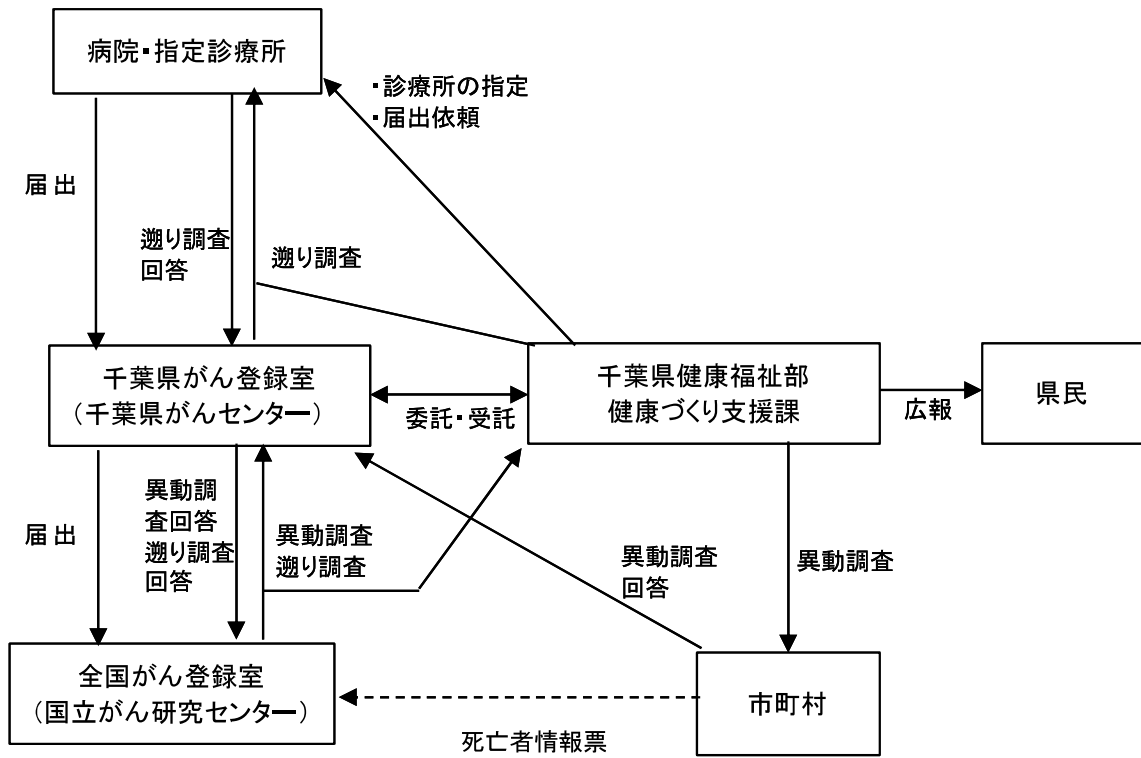 病院・指定診療所
・診療所の指定
・届出依頼
届 出
遡り調査
回答
遡り調査
千葉県がん登録室
（千葉県がんセンター）
委託・受託
千葉県健康福祉部
健康づくり支援課
広報
県民
届 出
異動調
査回答
遡り調査
回答
異動調査
遡り調査
異動調査
回答
異動調査
全国がん登録室
（国立がん研究センター）
死亡者情報票
市町村